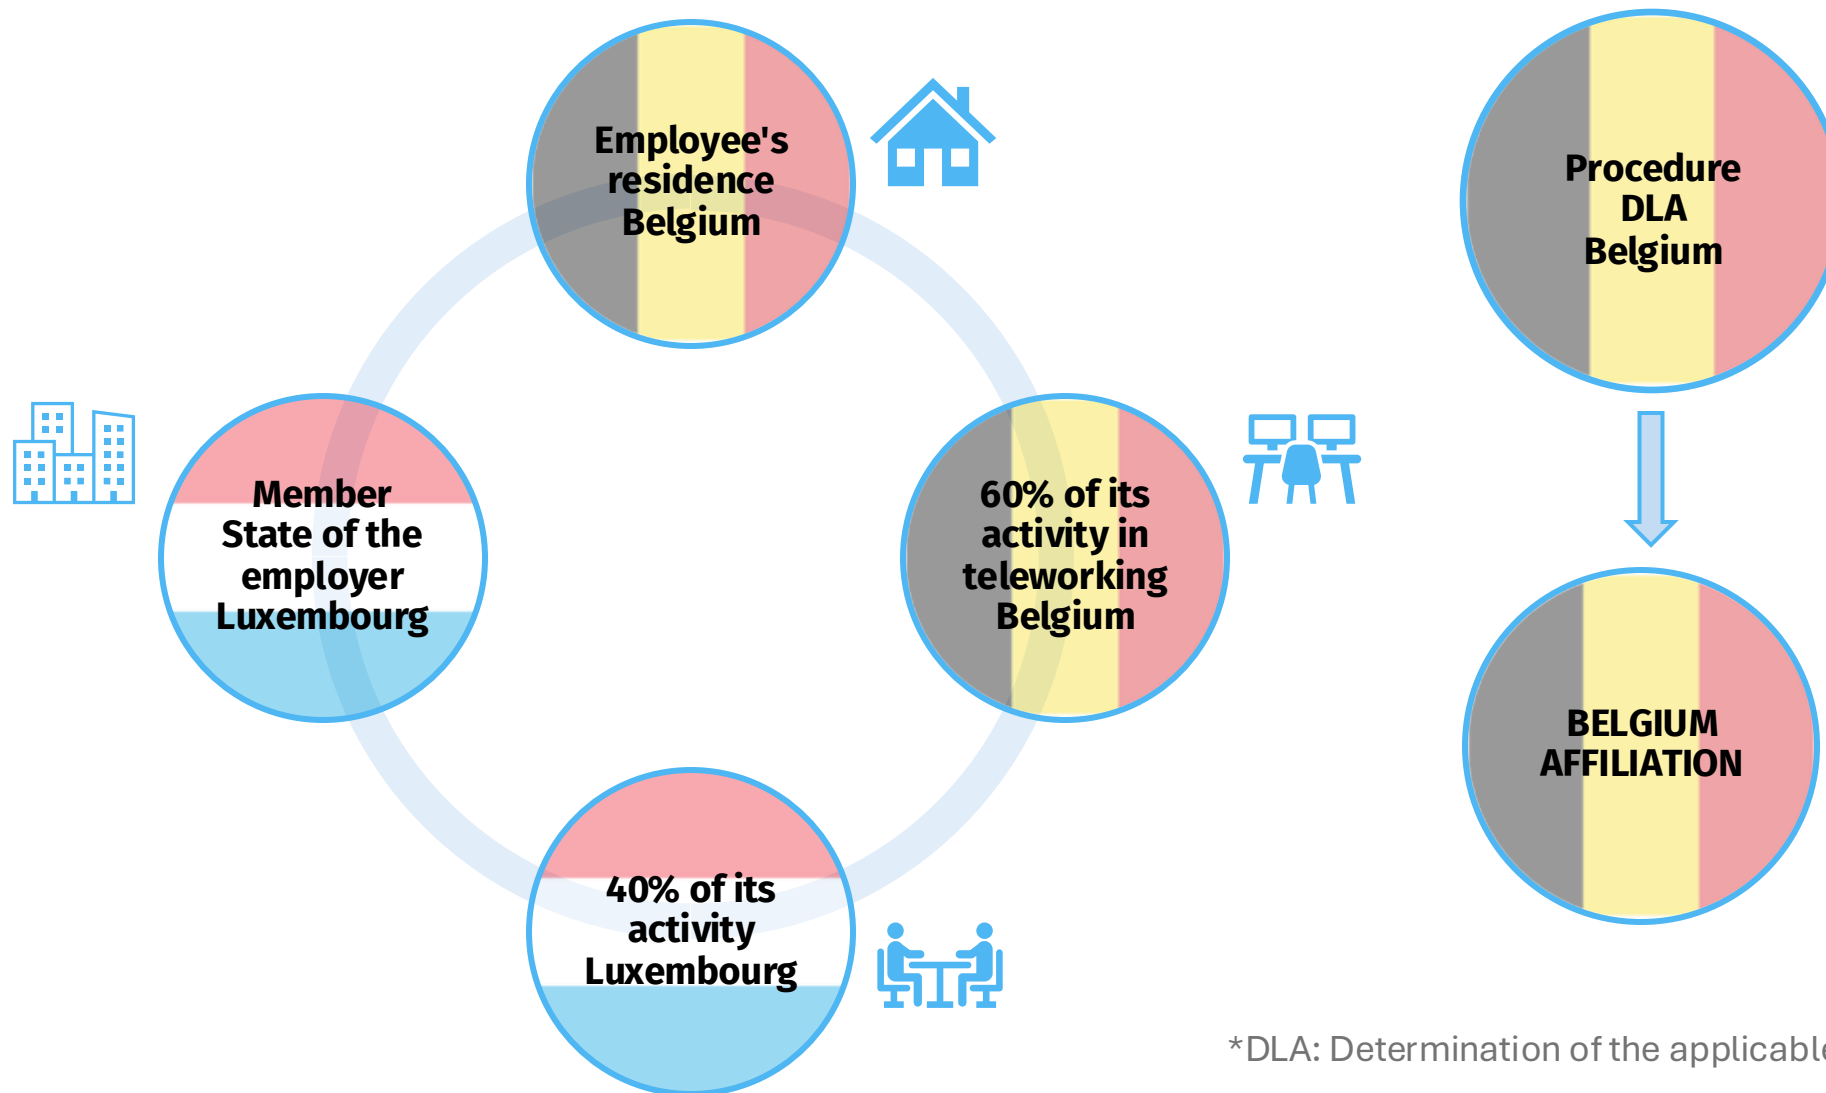 Employee's
residence
Belgium
Member
State of the
employer
Luxembourg
60% of its
activity in
teleworking
Belgium
40% of its
activity
Luxembourg
Procedure
DLA
Belgium
BELGIUM
AFFILIATION
*DLA: Determination of the applicable